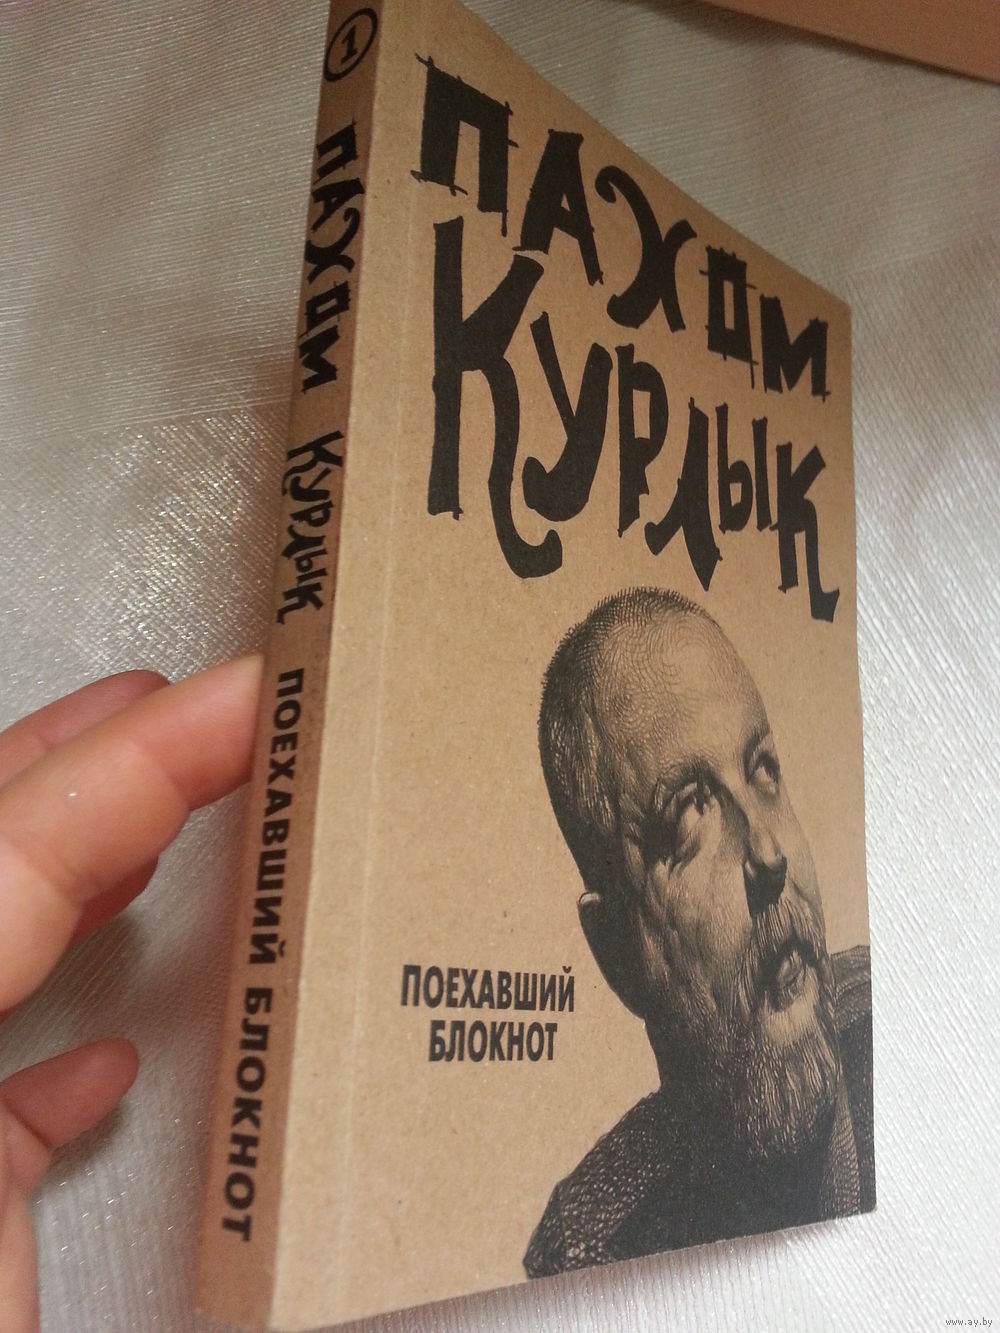 ПАХОМ
КУРЛЫК
ПОЕХАВШИЙ
БЛОКНОТ
1 ПАХОМ КУРЛЫК ПОЕХАВШИЙ БЛОКНОТ
www.ay.by